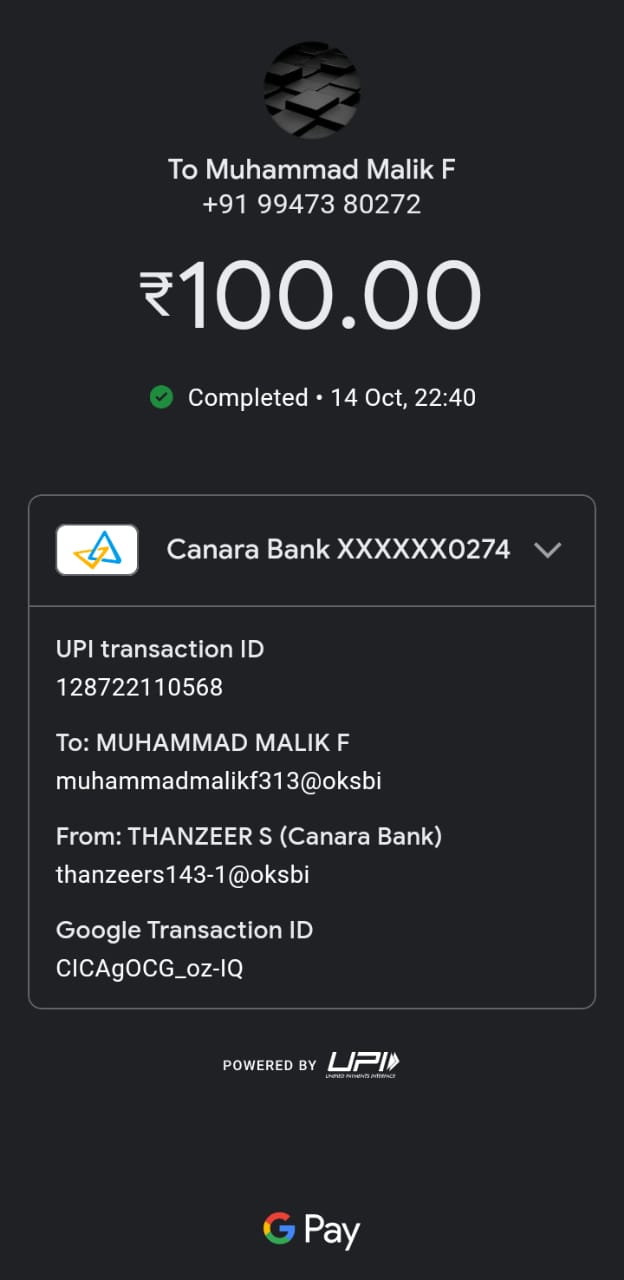 To Muhammad Malik F
+91 99473 80272
₹100.00
Completed • 14 Oct, 22:40
Canara Bank XXXXXX0274
UPI transaction ID
128722110568
To: MUHAMMAD MALIK F
muhammadmalikf313@oksbi
From: THANZEER S (Canara Bank)
thanzeers143-1@oksbi
Google Transaction ID
CICAgOCG_oz-IQ
POWERED BY UPI
UNIFIED PAYMENTS INTERFACE
G Pay